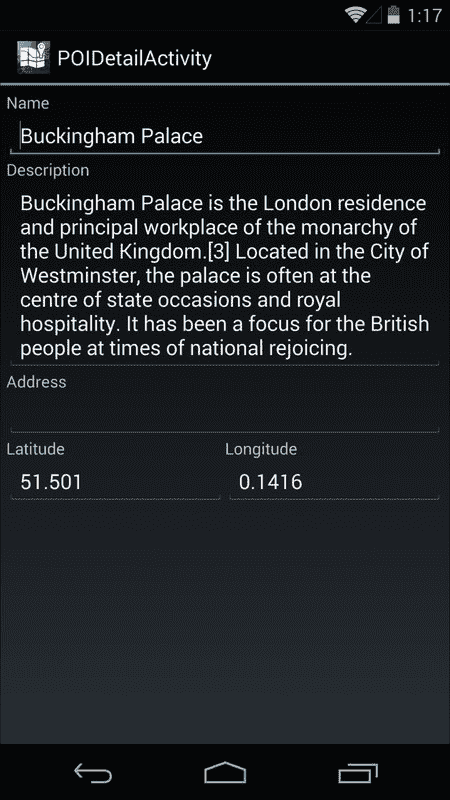 1:17
POIDetailActivity
Name
Buckingham Palace
Description
Buckingham Palace is the London residence
and principal workplace of the monarchy of
the United Kingdom.[3] Located in the City of
Westminster, the palace is often at the
centre of state occasions and royal
hospitality. It has been a focus for the British
people at times of national rejoicing.
Address
Latitude Longitude
51.501 0.1416